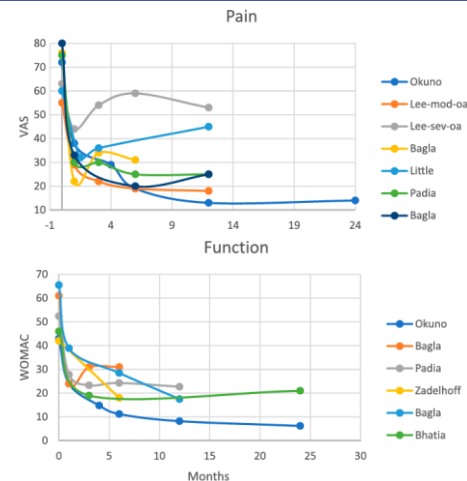 Pain
80
70
60
50
40
30
20
10
VAS
-1
4
9
14
19
24
Okuno
Lee-mod-oa
Lee-sev-oa
Bagla
Little
Padia
Bagla
Function
70
60
50
40
30
20
10
0
WOMAC
0
5
10
15
20
25
30
Months
Okuno
Bagla
Padia
Zadelhoff
Bagla
Bhatia